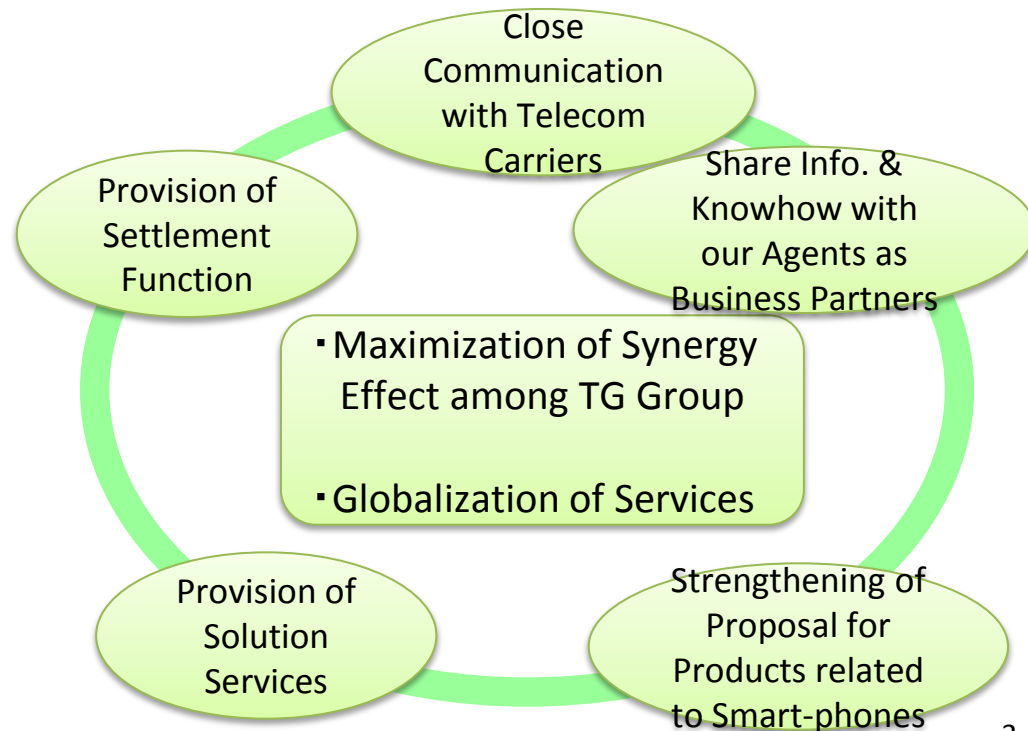 Close
Communication
with Telecom
Carriers
Share Info. &
Knowhow with
our Agents as
Business Partners
Provision of
Settlement
Function
・Maximization of Synergy
Effect among TG Group
・Globalization of Services
Provision of
Solution
Services
Strengthening of
Proposal for
Products related
to Smart-phones